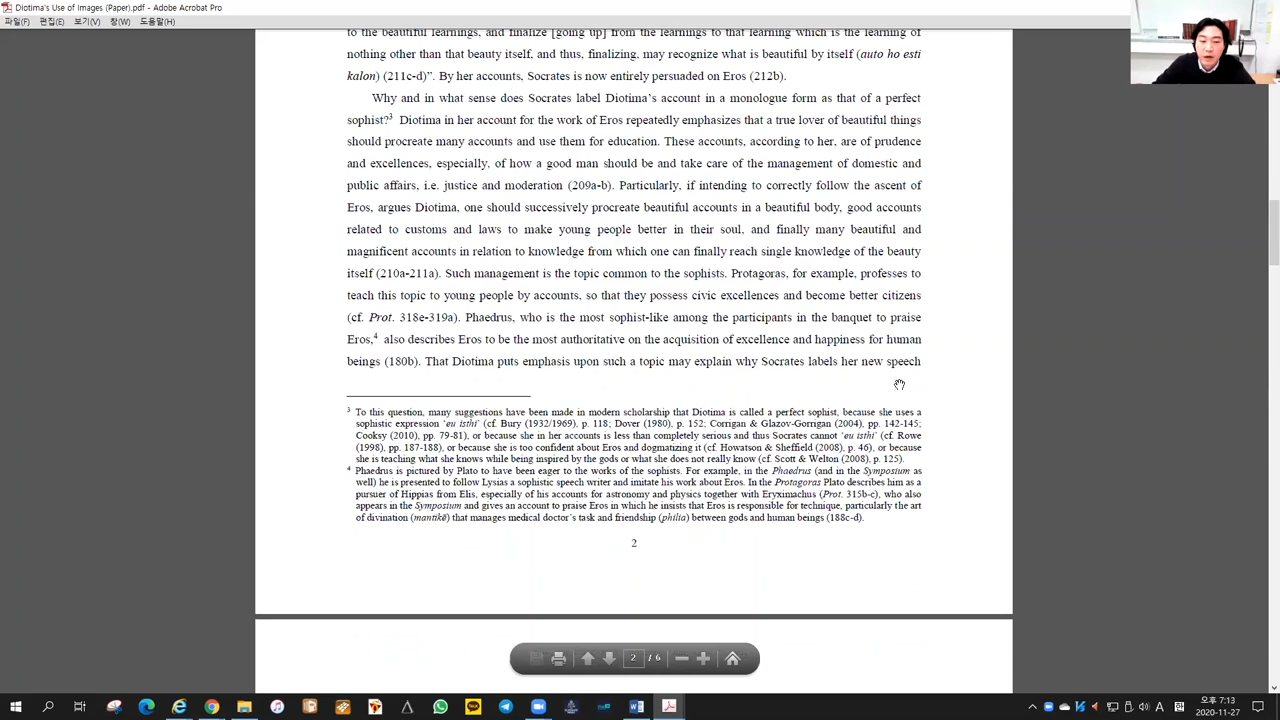 Diotima's Use of Images (Paper).pdf - Adobe Acrobat Pro
파일(F) 편집(E) 보기(V) 창(W) 도움말(H)
to the beautiful learnings, and finalize [going up] from the learnings to that learning which is the learning of
nothing other than that beauty itself, and thus, finalizing, may recognize what is beautiful by itself (auto ho esti
kalon) (211c-d)”. By her accounts, Socrates is now entirely persuaded on Eros (212b).
Why and in what sense does Socrates label Diotima’s account in a monologue form as that of a perfect
sophist?3 Diotima in her account for the work of Eros repeatedly emphasizes that a true lover of beautiful things
should procreate many accounts and use them for education. These accounts, according to her, are of prudence
and excellences, especially, of how a good man should be and take care of the management of domestic and
public affairs, i.e. justice and moderation (209a-b). Particularly, if intending to correctly follow the ascent of
Eros, argues Diotima, one should successively procreate beautiful accounts in a beautiful body, good accounts
related to customs and laws to make young people better in their soul, and finally many beautiful and
magnificent accounts in relation to knowledge from which one can finally reach single knowledge of the beauty
itself (210a-211a). Such management is the topic common to the sophists. Protagoras, for example, professes to
teach this topic to young people by accounts, so that they possess civic excellences and become better citizens
(cf. Prot. 318e-319a). Phaedrus, who is the most sophist-like among the participants in the banquet to praise
Eros,4 also describes Eros to be the most authoritative on the acquisition of excellence and happiness for human
beings (180b). That Diotima puts emphasis upon such a topic may explain why Socrates labels her new speech
3 To this question, many suggestions have been made in modern scholarship that Diotima is called a perfect sophist, because she uses a
sophistic expression ‘eu isthi’ (cf. Bury (1932/1969), p. 118; Dover (1980), p. 152; Corrigan & Glazov-Gorrigan (2004), pp. 142-145;
Cooksy (2010), pp. 79-81), or because she in her accounts is less than completely serious and thus Socrates cannot ‘eu isthi’ (cf. Rowe
(1998), pp. 187-188), or because she is too confident about Eros and dogmatizing it (cf. Howatson & Sheffield (2008), p. 46), or because
she is teaching what she knows while being inspired by the gods or what she does not really know (cf. Scott & Welton (2008), p. 125).
4 Phaedrus is pictured by Plato to have been eager to the works of the sophists. For example, in the Phaedrus (and in the Symposium as
well) he is presented to follow Lysias a sophistic speech writer and imitate his work about Eros. In the Protagoras Plato describes him as a
pursuer of Hippias from Elis, especially of his accounts for astronomy and physics together with Eryximachus (Prot. 315b-c), who also
appears in the Symposium and gives an account to praise Eros in which he insists that Eros is responsible for technique, particularly the art
of divination (mantikē) that manages medical doctor’s task and friendship (philia) between gods and human beings (188c-d).
2
2 / 6
A 한 오후 7:13
2020-11-27